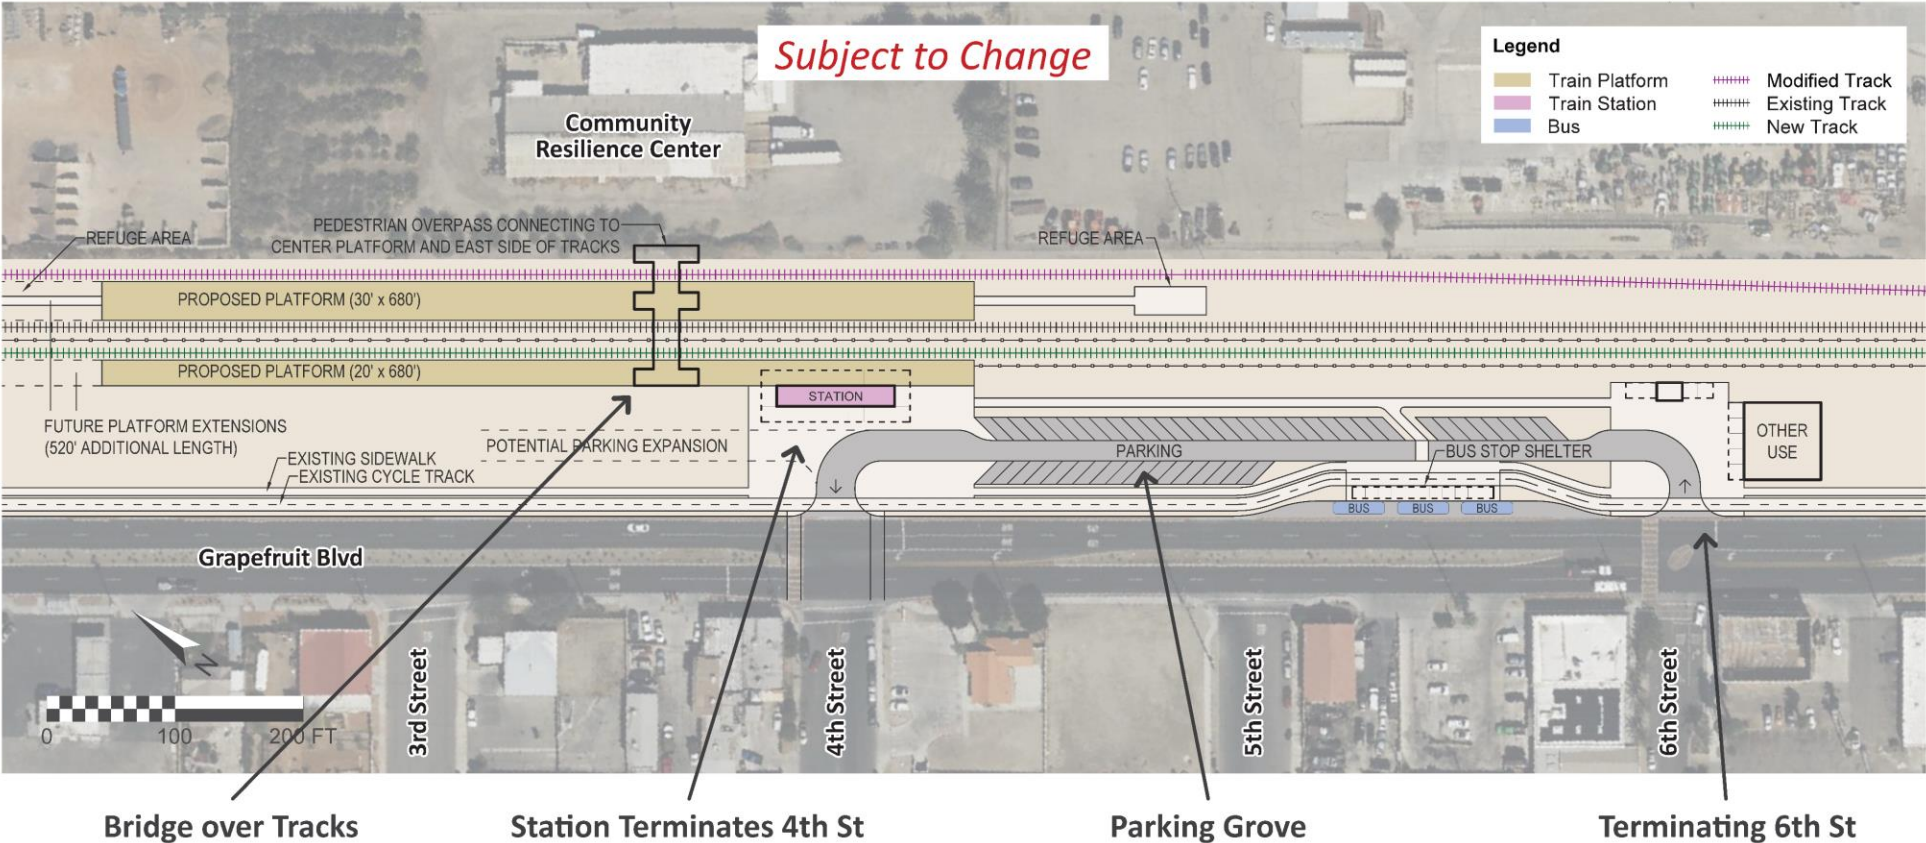 Subject to Change
Legend
Train Platform
Train Station
Bus
Modified Track
Existing Track
New Track
Community
Resilience Center
REFUGE AREA
PEDESTRIAN OVERPASS CONNECTING TO
CENTER PLATFORM AND EAST SIDE OF TRACKS
REFUGE AREA
PROPOSED PLATFORM (30' x 680')
PROPOSED PLATFORM (20' x 680')
STATION
FUTURE PLATFORM EXTENSIONS
(520' ADDITIONAL LENGTH)
POTENTIAL PARKING EXPANSION
EXISTING SIDEWALK
EXISTING CYCLE TRACK
PARKING
BUS STOP SHELTER
OTHER
USE
BUS
BUS
BUS
Grapefruit Blvd
N
0 100 200 FT
3rd Street
4th Street
5th Street
6th Street
Bridge over Tracks
Station Terminates 4th St
Parking Grove
Terminating 6th St